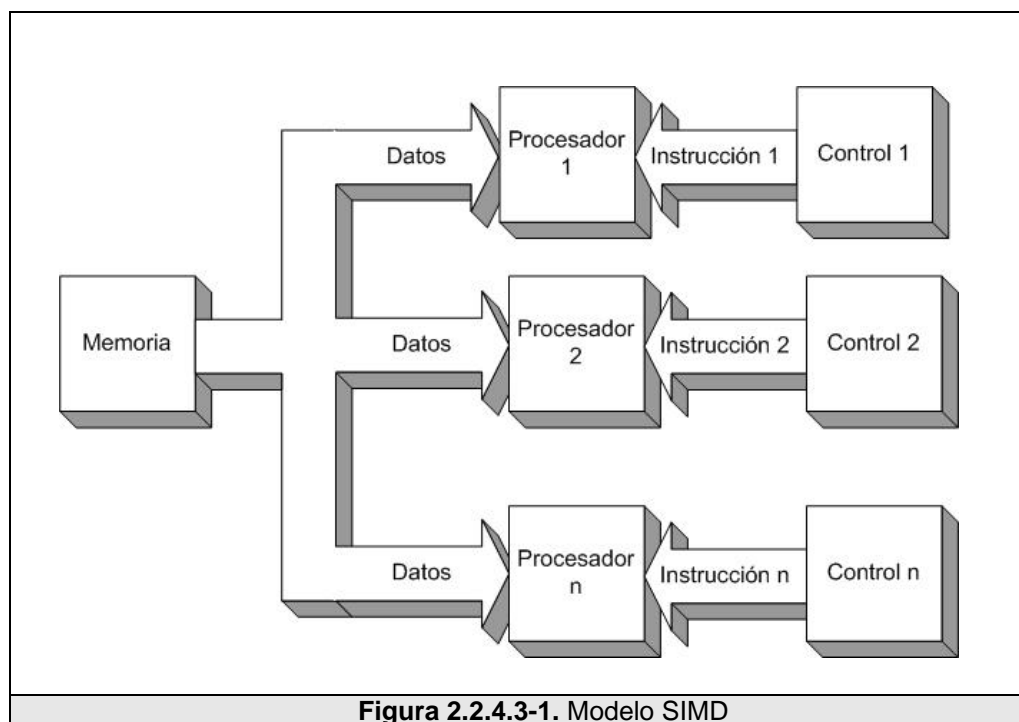 Datos
Procesador
1
Instrucción 1
Control 1
Memoria
Datos
Procesador
2
Instrucción 2
Control 2
Datos
Procesador
n
Instrucción n
Control n
Figura 2.2.4.3-1. Modelo SIMD